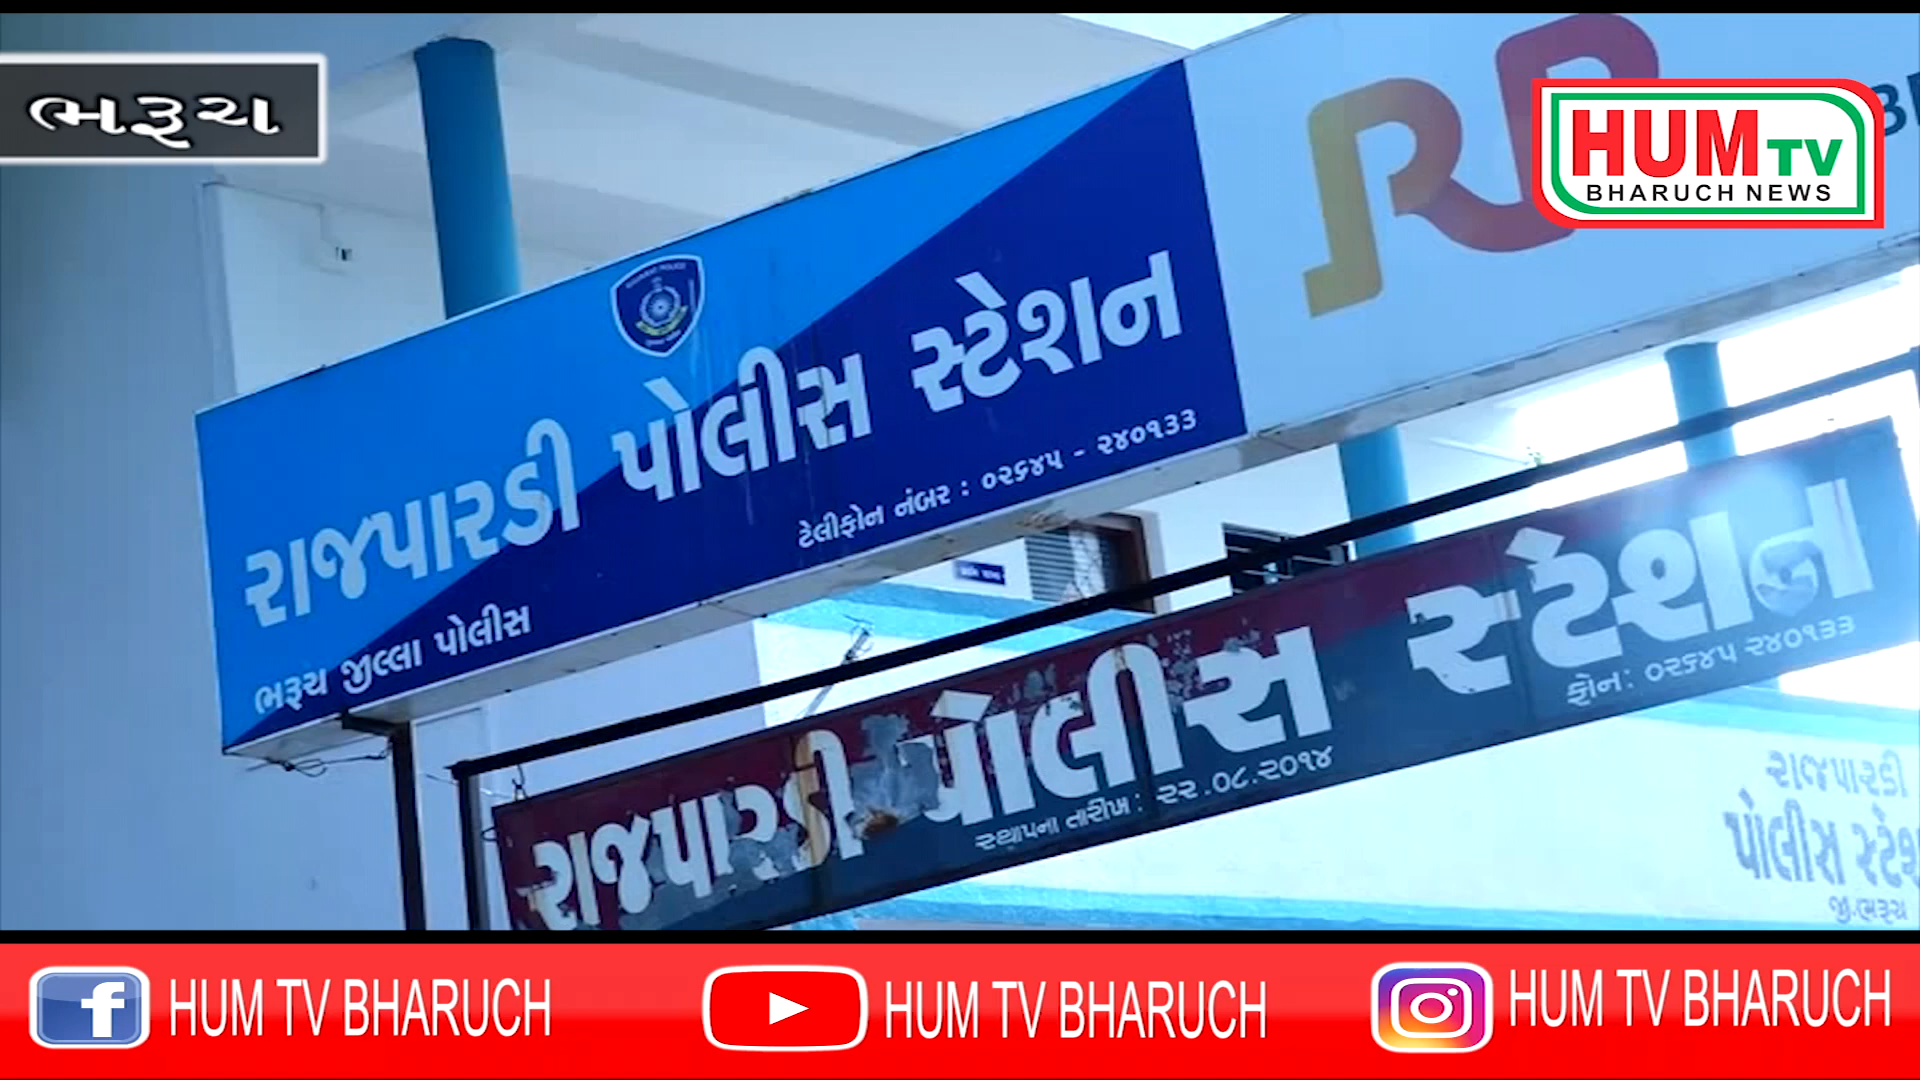 ભરૂચ
HUM TV
BHARUCH NEWS
રાજપારડી પોલીસ સ્ટેશન
ટેલીફોન નંબર : ૦૨૬૪૫ - ૨૪૦૧૩૩
ભરૂચ જીલ્લા પોલીસ
રાજપારડી પોલીસ સ્ટેશન
ફોન: ૦૨૬૪૫ ૨૪૦૧૩૩
સ્થાપના તારીખ: ૨૨.૦૮.૨૦૧૪
રાજપારડી
પોલીસ
જી.ભરૂચ
HUM TV BHARUCH
HUM TV BHARUCH
HUM TV BHARUCH